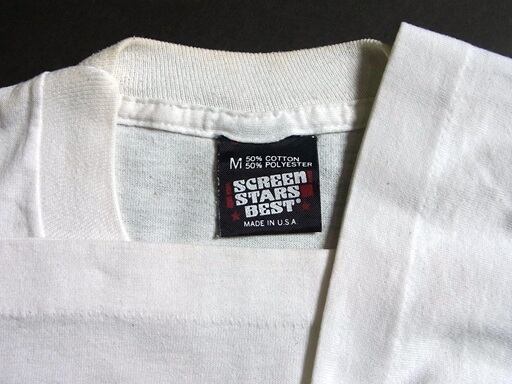 M 50% COTTON
50% POLYESTER
SCREEN
STARS
BEST®
MADE IN U.S.A.